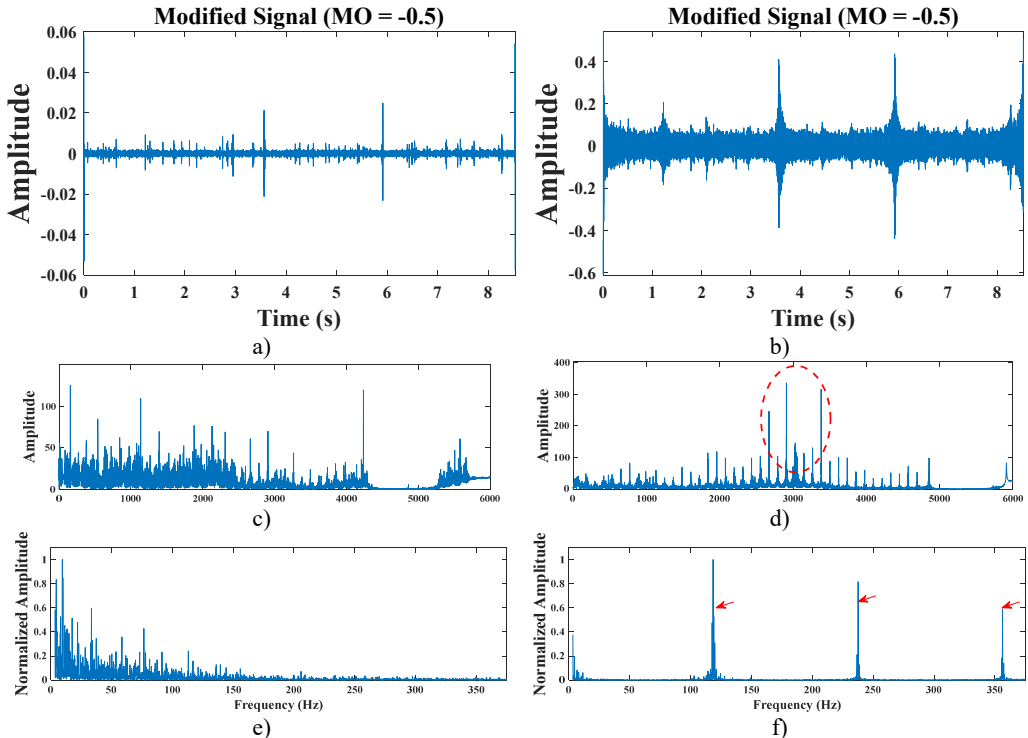 Modified Signal (MO = -0.5)
Amplitude
0.06
0.04
0.02
0
-0.02
-0.04
-0.06
0 1 2 3 4 5 6 7 8
Time (s)
a)
Modified Signal (MO = -0.5)
Amplitude
0.4
0.2
0
-0.2
-0.4
-0.6
0 1 2 3 4 5 6 7 8
Time (s)
b)
Amplitude
100
50
0
0 1000 2000 3000 4000 5000 6000
c)
Amplitude
400
300
200
100
0
0 1000 2000 3000 4000 5000 6000
d)
Normalized Amplitude
1
0.8
0.6
0.4
0.2
0
0 50 100 150 200 250 300 350
Frequency (Hz)
e)
Normalized Amplitude
1
0.8
0.6
0.4
0.2
0
0 50 100 150 200 250 300 350
Frequency (Hz)
f)